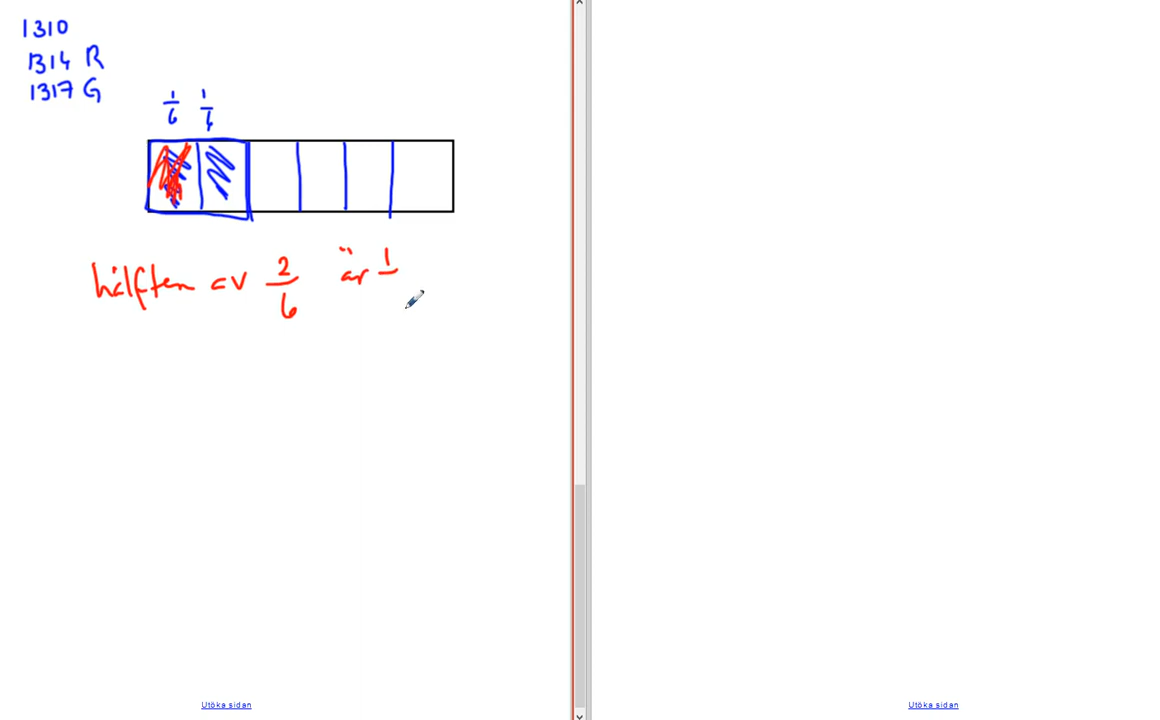 1310
1314 R
1317 G
1/6 1/6
hälften av 2/6 är 1/
Utöka sidan
Utöka sidan